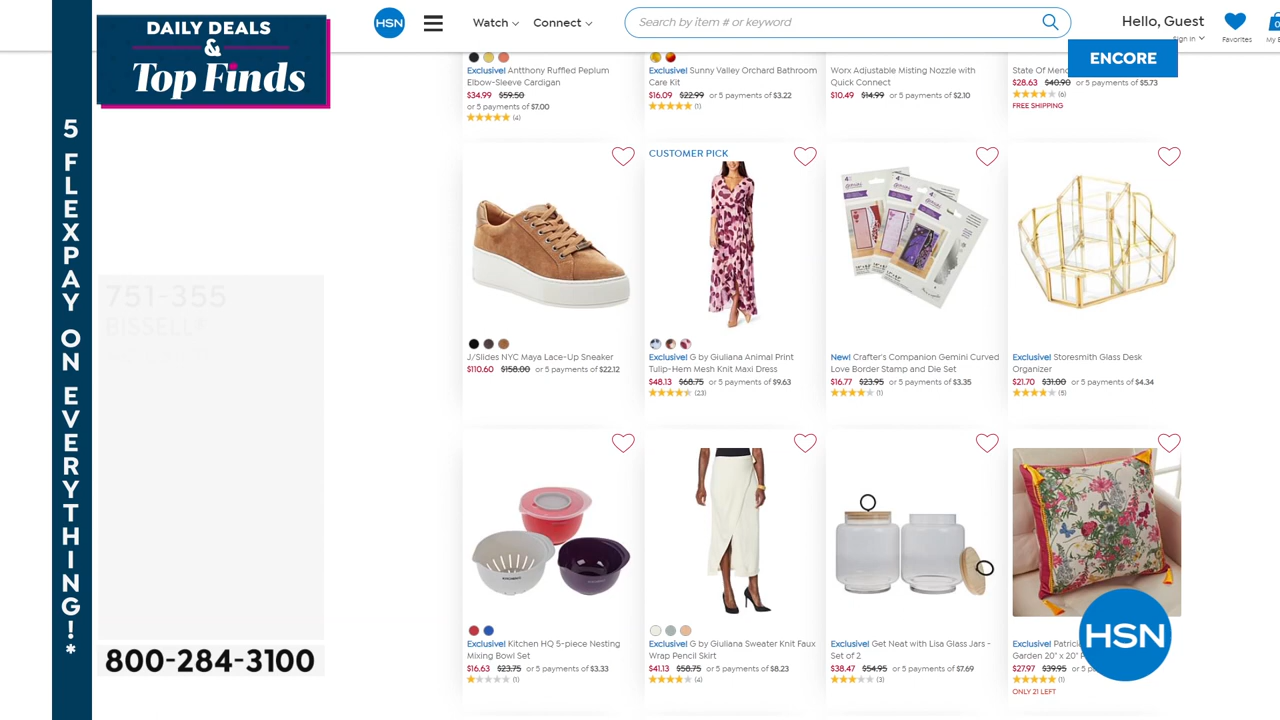 DAILY DEALS
&
Top Finds
5 FLEXPAY ON EVERYTHING!*
751-355
BISSELL®
800-284-3100
HSN
Watch
Connect
Search by item # or keyword
Hello, Guest
Sign In
Favorites
0
ENCORE
Exclusive! Antthony Ruffled Peplum
Elbow-Sleeve Cardigan
$34.99 $59.50
or 5 payments of $7.00
(4)
Exclusive! Sunny Valley Orchard Bathroom
Care Kit
$16.09 $22.99 or 5 payments of $3.22
(1)
Worx Adjustable Misting Nozzle with
Quick Connect
$10.49 $14.99 or 5 payments of $2.10
State Of
$28.63 $40.90 or 5 payments of $5.73
(6)
FREE SHIPPING
J/Slides NYC Maya Lace-Up Sneaker
$110.60 $158.00 or 5 payments of $22.12
CUSTOMER PICK
Exclusive! G by Giuliana Animal Print
Tulip-Hem Mesh Knit Maxi Dress
$48.13 $68.75 or 5 payments of $9.63
(23)
New! Crafter's Companion Gemini Curved
Love Border Stamp and Die Set
$16.77 $23.95 or 5 payments of $3.35
(1)
Exclusive! Storesmith Glass Desk
Organizer
$21.70 $31.00 or 5 payments of $4.34
(5)
Exclusive! Kitchen HQ 5-piece Nesting
Mixing Bowl Set
$16.63 $23.75 or 5 payments of $3.33
(1)
Exclusive! G by Giuliana Sweater Knit Faux
Wrap Pencil Skirt
$41.13 $58.75 or 5 payments of $8.23
(4)
Exclusive! Get Neat with Lisa Glass Jars -
Set of 2
$38.47 $54.95 or 5 payments of $7.69
(3)
Exclusive!
Garden 20" x 20"
$27.97 $39.95 or 5
(1)
ONLY 21 LEFT
HSN